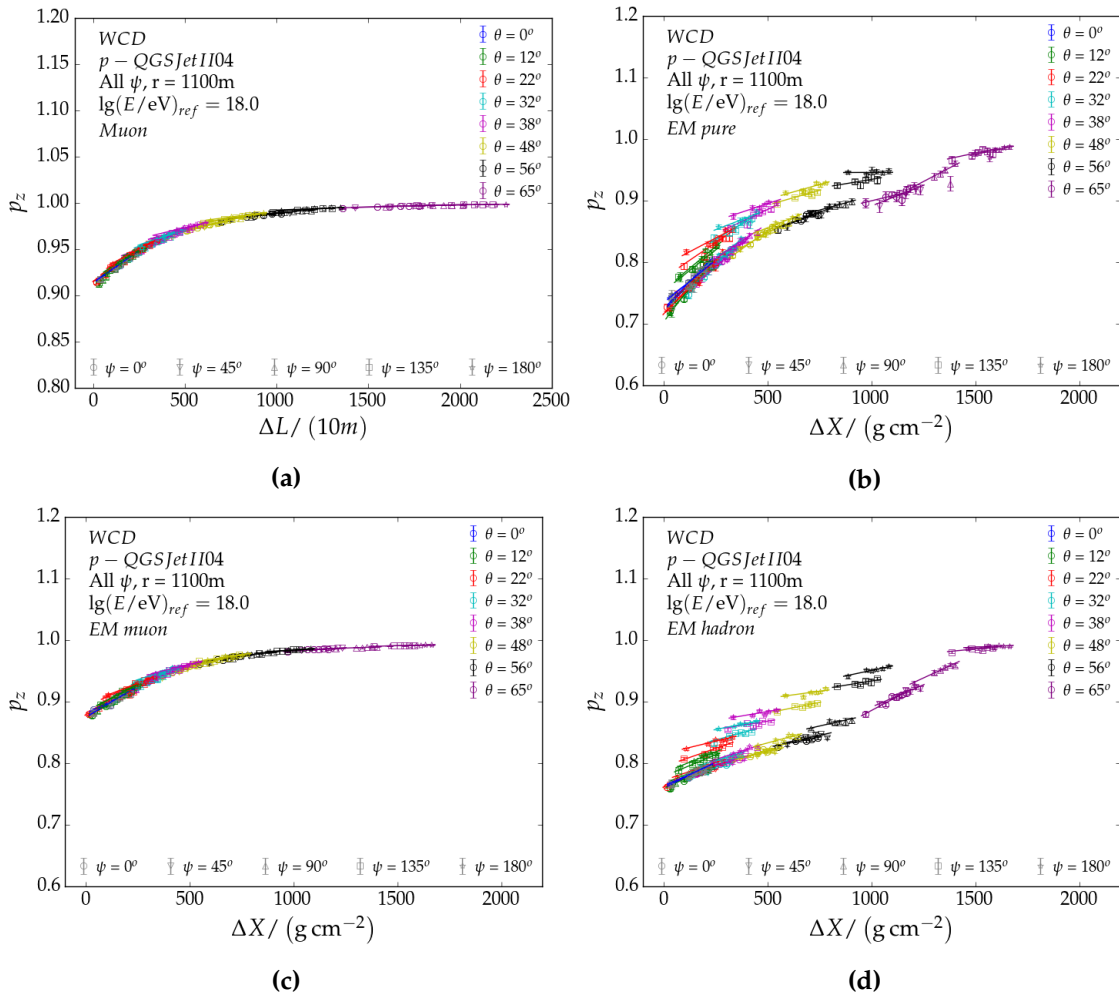 1.20
1.15
1.10
1.05
1.00
0.95
0.90
0.85
0.80
p_z
WCD
p − QGSJetII04
All ψ, r = 1100m
lg(E/eV)_ref = 18.0
Muon
θ = 0°
θ = 12°
θ = 22°
θ = 32°
θ = 38°
θ = 48°
θ = 56°
θ = 65°
ψ = 0° ψ = 45° ψ = 90° ψ = 135° ψ = 180°
0 500 1000 1500 2000 2500
ΔL/ (10m)
(a)
1.2
1.1
1.0
0.9
0.8
0.7
0.6
p_z
WCD
p − QGSJetII04
All ψ, r = 1100m
lg(E/eV)_ref = 18.0
EM pure
θ = 0°
θ = 12°
θ = 22°
θ = 32°
θ = 38°
θ = 48°
θ = 56°
θ = 65°
ψ = 0° ψ = 45° ψ = 90° ψ = 135° ψ = 180°
0 500 1000 1500 2000
ΔX/ (g cm⁻²)
(b)
1.2
1.1
1.0
0.9
0.8
0.7
0.6
p_z
WCD
p − QGSJetII04
All ψ, r = 1100m
lg(E/eV)_ref = 18.0
EM muon
θ = 0°
θ = 12°
θ = 22°
θ = 32°
θ = 38°
θ = 48°
θ = 56°
θ = 65°
ψ = 0° ψ = 45° ψ = 90° ψ = 135° ψ = 180°
0 500 1000 1500 2000
ΔX/ (g cm⁻²)
(c)
1.2
1.1
1.0
0.9
0.8
0.7
0.6
p_z
WCD
p − QGSJetII04
All ψ, r = 1100m
lg(E/eV)_ref = 18.0
EM hadron
θ = 0°
θ = 12°
θ = 22°
θ = 32°
θ = 38°
θ = 48°
θ = 56°
θ = 65°
ψ = 0° ψ = 45° ψ = 90° ψ = 135° ψ = 180°
0 500 1000 1500 2000
ΔX/ (g cm⁻²)
(d)